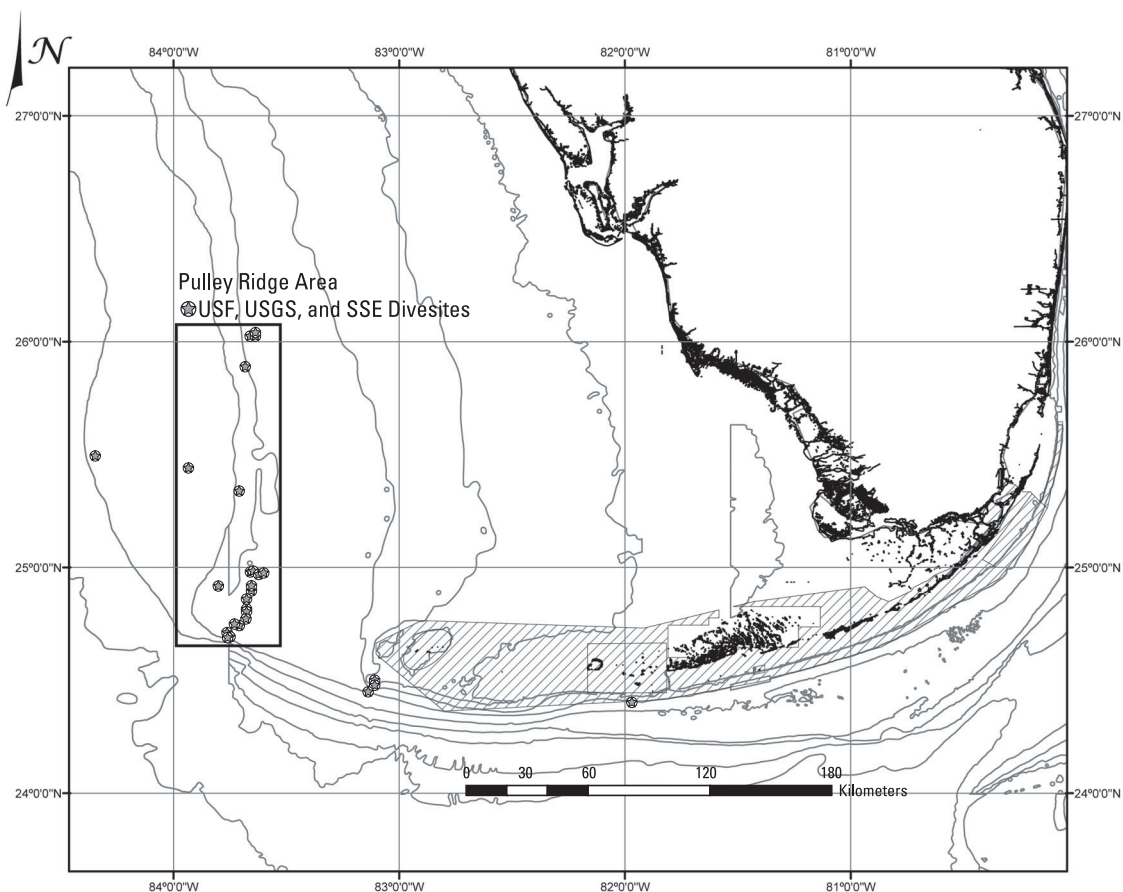 N
84°0'0"W 83°0'0"W 82°0'0"W 81°0'0"W
27°0'0"N 27°0'0"N
Pulley Ridge Area
USF, USGS, and SSE Divesites
26°0'0"N 26°0'0"N
25°0'0"N 25°0'0"N
0 30 60 120 180
Kilometers
24°0'0"N 24°0'0"N
84°0'0"W 83°0'0"W 82°0'0"W 81°0'0"W